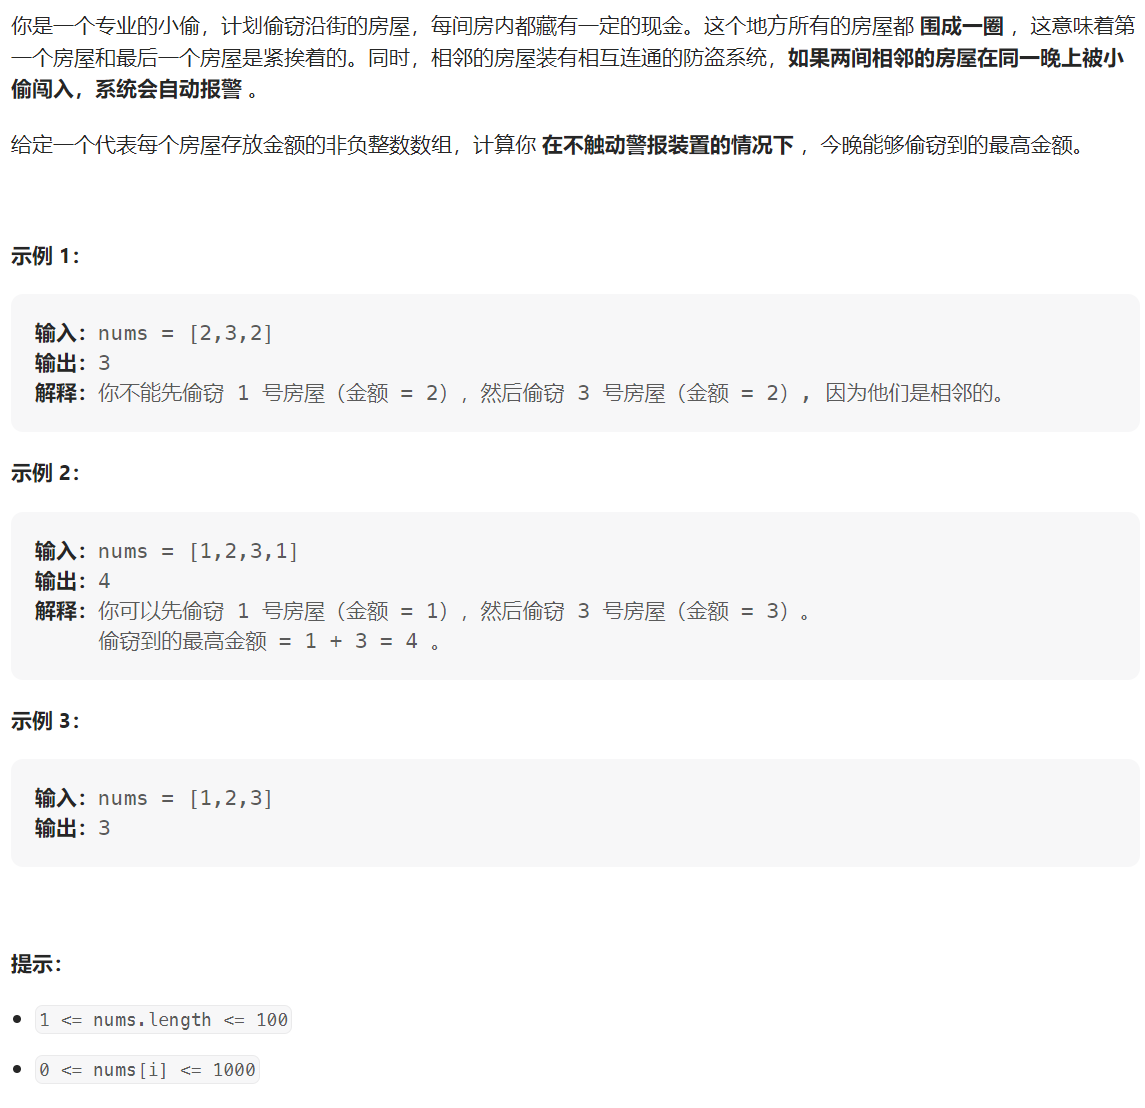 你是一个专业的小偷，计划偷窃沿街的房屋，每间房内都藏有一定的现金。这个地方所有的房屋都 围成一圈 ，这意味着第
一个房屋和最后一个房屋是紧挨着的。同时，相邻的房屋装有相互连通的防盗系统，如果两间相邻的房屋在同一晚上被小
偷闯入，系统会自动报警 。
给定一个代表每个房屋存放金额的非负整数数组，计算你 在不触动警报装置的情况下 ，今晚能够偷窃到的最高金额。
示例 1：
输入：nums = [2,3,2]
输出：3
解释：你不能先偷窃 1 号房屋（金额 = 2），然后偷窃 3 号房屋（金额 = 2）, 因为他们是相邻的。
示例 2：
输入：nums = [1,2,3,1]
输出：4
解释：你可以先偷窃 1 号房屋（金额 = 1），然后偷窃 3 号房屋（金额 = 3）。
偷窃到的最高金额 = 1 + 3 = 4 。
示例 3：
输入：nums = [1,2,3]
输出：3
提示：
• 1 <= nums.length <= 100
• 0 <= nums[i] <= 1000